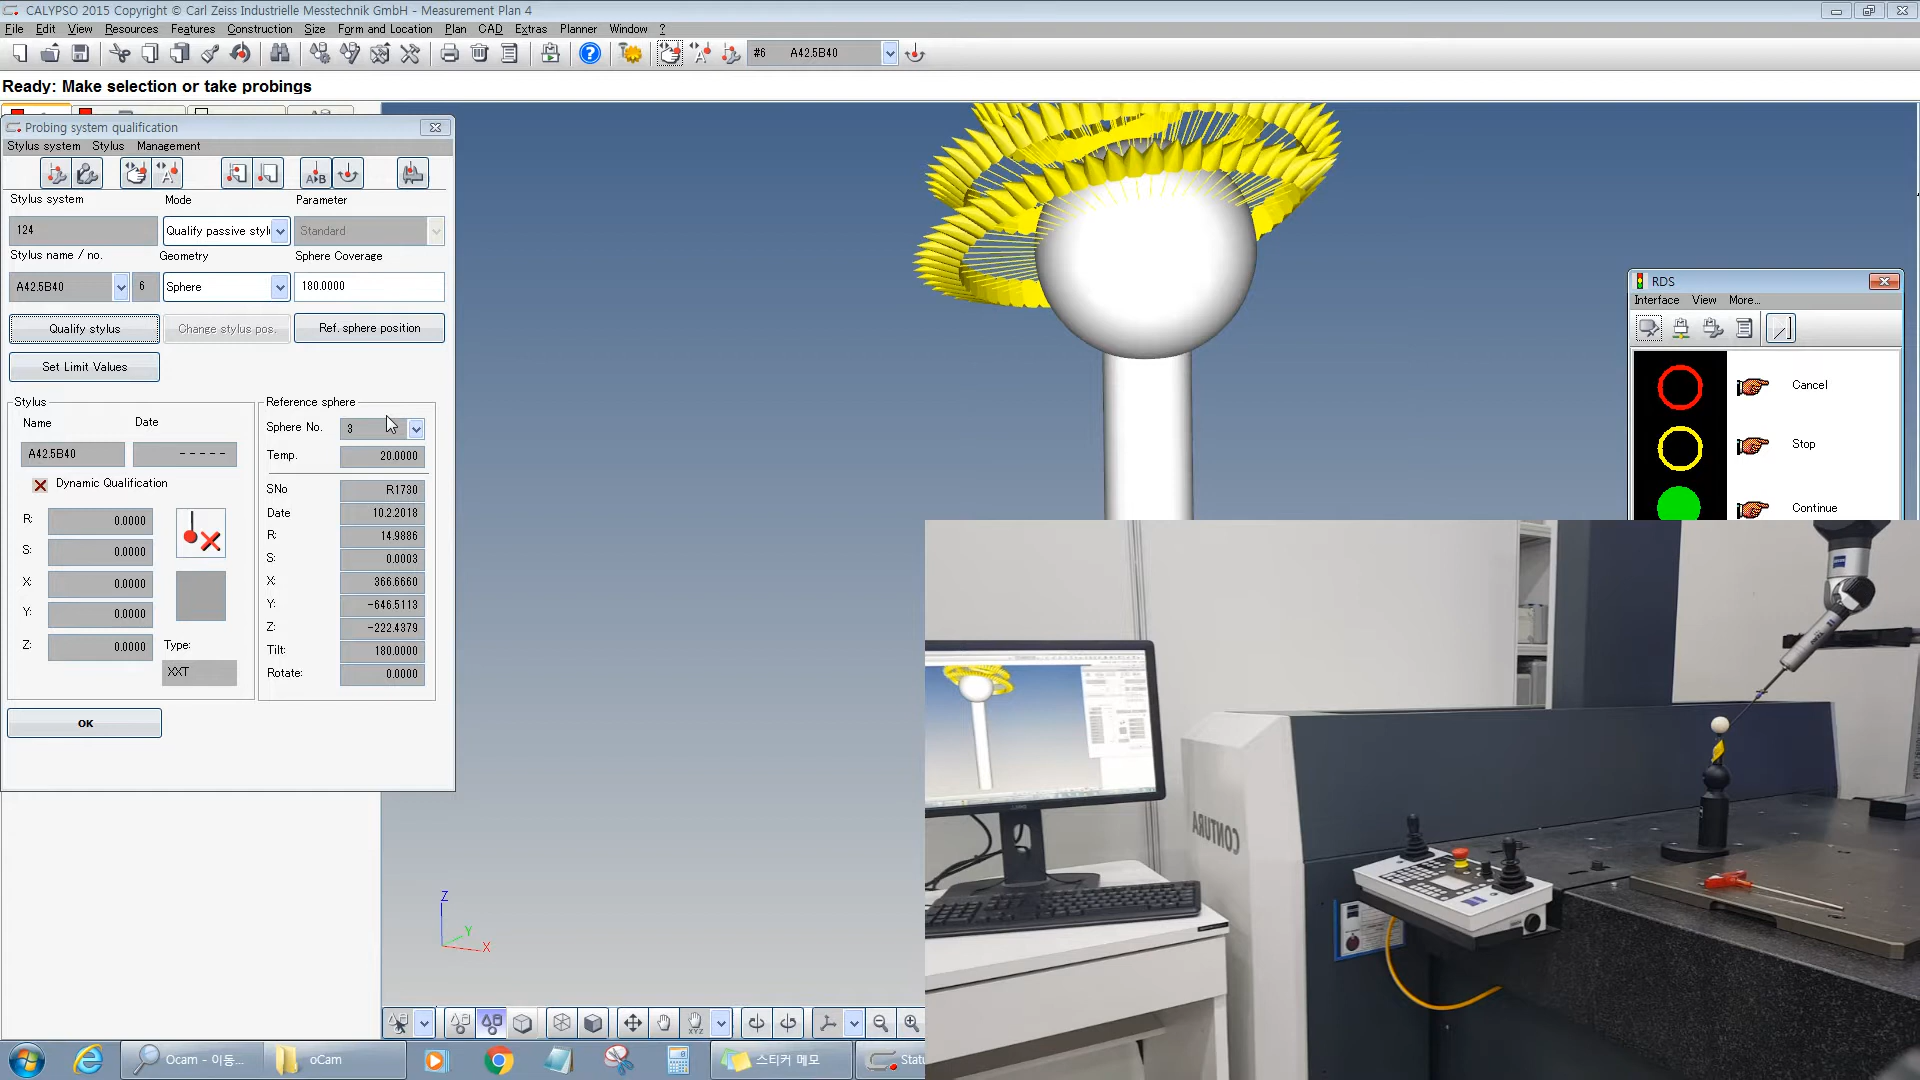 CALYPSO 2015 Copyright © Carl Zeiss Industrielle Messtechnik GmbH - Measurement Plan 4
File Edit View Resources Features Construction Size Form and Location Plan CAD Extras Planner Window ?
#6 A42.5B40
Ready: Make selection or take probings
Probing system qualification
Stylus system Stylus Management
A▸B
Stylus system Mode Parameter
124 Qualify passive styl Standard
Stylus name / no. Geometry Sphere Coverage
A42.5B40 6 Sphere 180.0000
Qualify stylus Change stylus pos. Ref. sphere position
Set Limit Values
Stylus
Name Date
A42.5B40 - - - - -
Dynamic Qualification
R: 0.0000
S: 0.0000
X: 0.0000
Y: 0.0000
Z: 0.0000
Type:
XXT
Reference sphere
Sphere No. 3
Temp. 20.0000
SNo R1730
Date 10.2.2018
R: 14.9886
S: 0.0003
X: 366.6660
Y: -646.5113
Z: -222.4379
Tilt: 180.0000
Rotate: 0.0000
OK
RDS
Interface View More...
Cancel
Stop
Continue
Z
Y
X
XYZ
CONTURA
ZEISS
Ocam - 이동...
oCam
스티커 메모
Statu